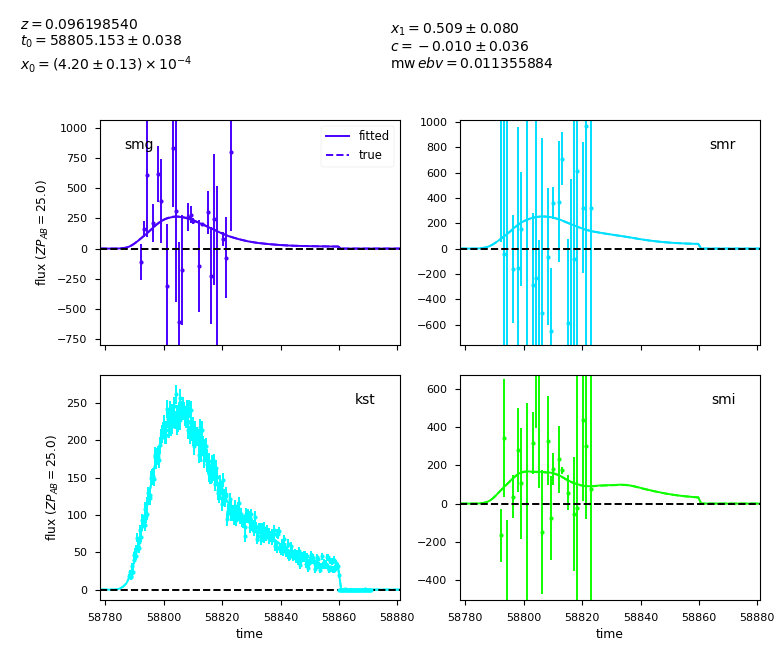 z = 0.096198540
t₀ = 58805.153 ± 0.038
x₀ = (4.20 ± 0.13) × 10⁻⁴
x₁ = 0.509 ± 0.080
c = −0.010 ± 0.036
mw ebv = 0.011355884
smg
fitted
true
flux (ZP_AB = 25.0)
1000
750
500
250
0
−250
−500
−750
smr
1000
800
600
400
200
0
−200
−400
−600
kst
flux (ZP_AB = 25.0)
250
200
150
100
50
0
58780 58800 58820 58840 58860 58880
time
smi
600
400
200
0
−200
−400
58780 58800 58820 58840 58860 58880
time